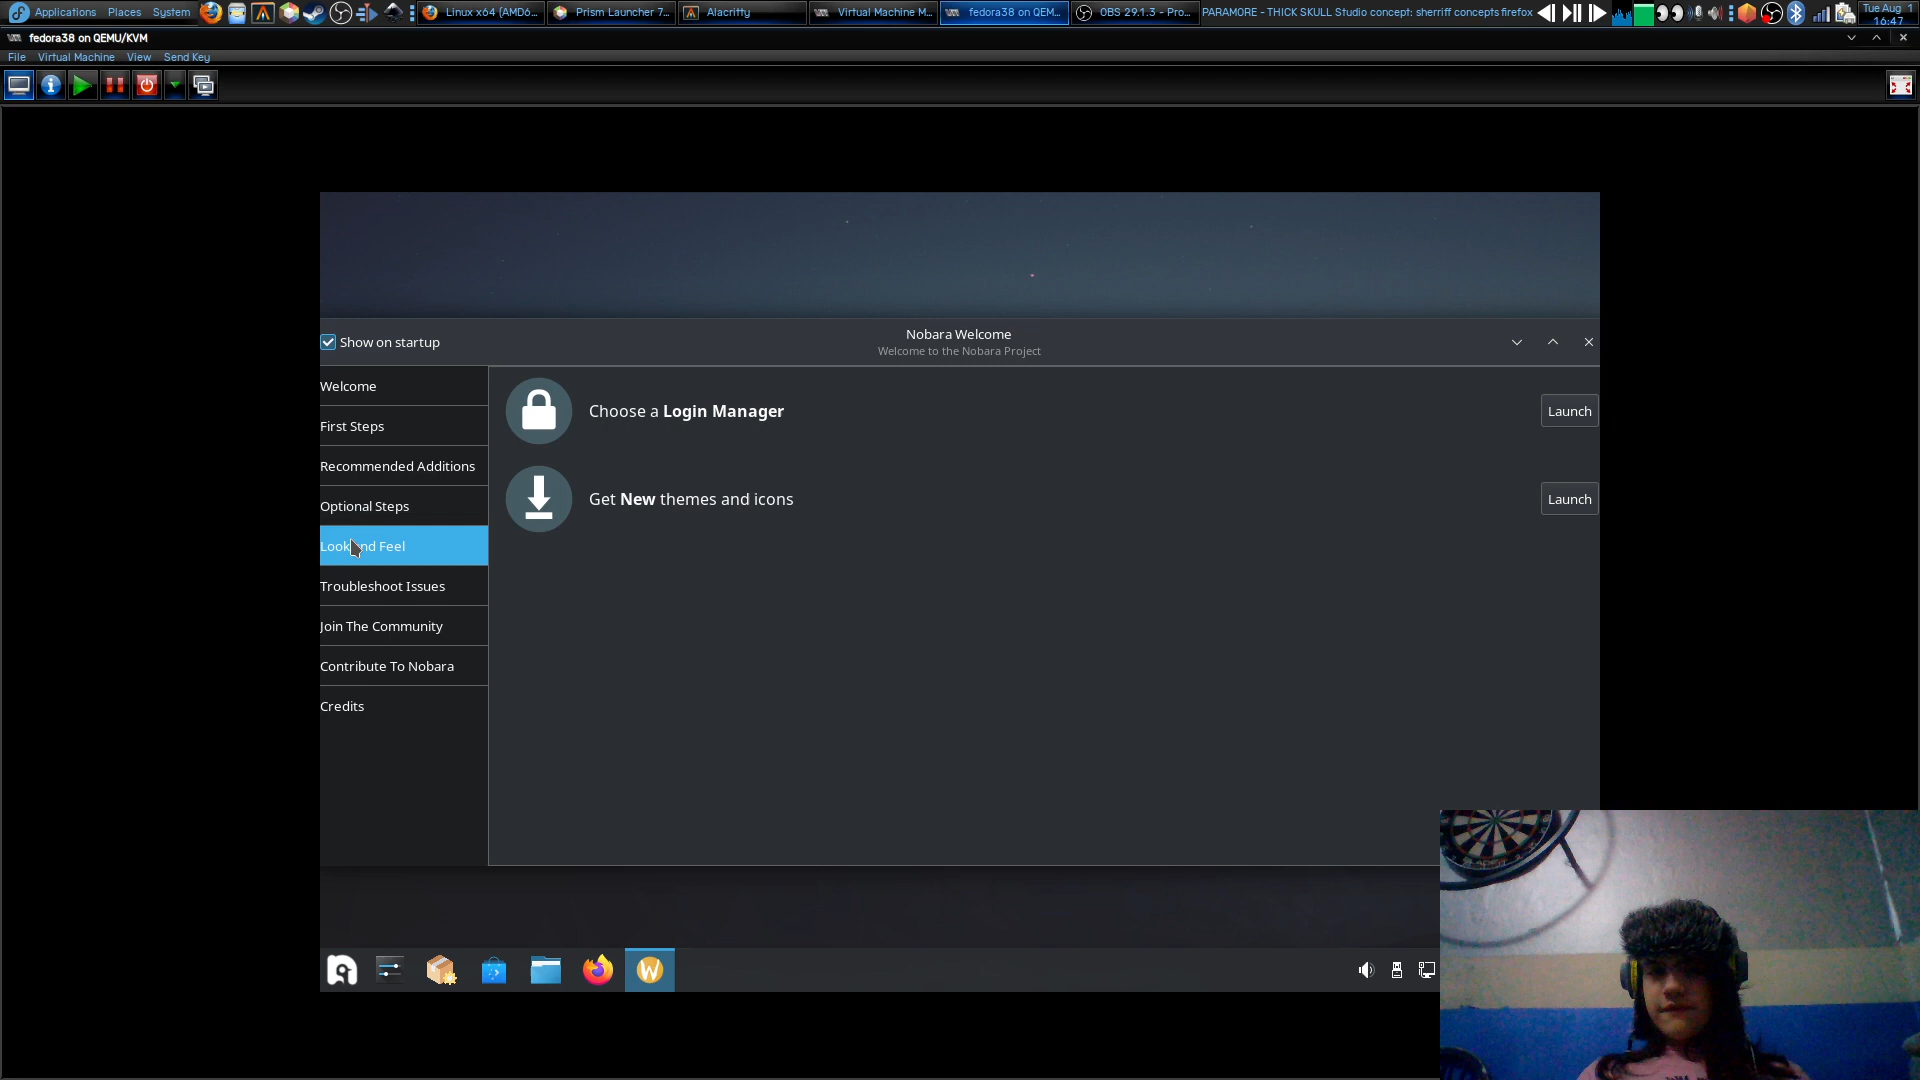 Applications Places System
Linux x64 (AMD6...
Prism Launcher 7...
Alacritty
Virtual Machine M...
fedora38 on QEM...
OBS 29.1.3 - Pro...
PARAMORE - THICK SKULL Studio concept: sherriff concepts firefox
Tue Aug 1
16:47
fedora38 on QEMU/KVM
File Virtual Machine View Send Key
Show on startup
Nobara Welcome
Welcome to the Nobara Project
Welcome
First Steps
Recommended Additions
Optional Steps
Look and Feel
Troubleshoot Issues
Join The Community
Contribute To Nobara
Credits
Choose a Login Manager
Launch
Get New themes and icons
Launch